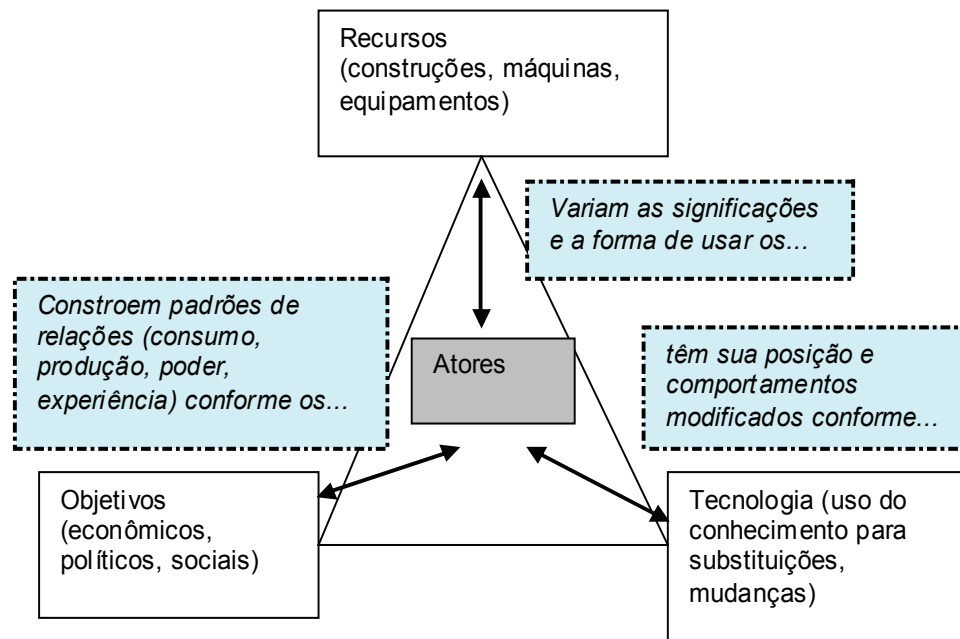 Recursos
(construções, máquinas,
equipamentos)
Variam as significações
e a forma de usar os...
Constroem padrões de
relações (consumo,
produção, poder,
experiência) conforme os...
Atores
têm sua posição e
comportamentos
modificados conforme...
Objetivos
(econômicos,
políticos, sociais)
Tecnologia (uso do
conhecimento para
substituições,
mudanças)